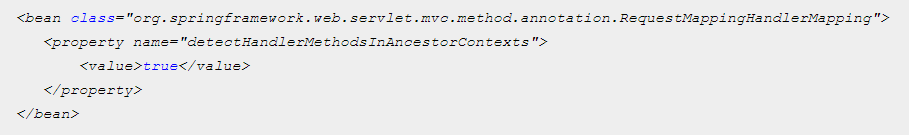 <bean class="org.springframework.web.servlet.mvc.method.annotation.RequestMappingHandlerMapping">
<property name="detectHandlerMethodsInAncestorContexts">
<value>true</value>
</property>
</bean>